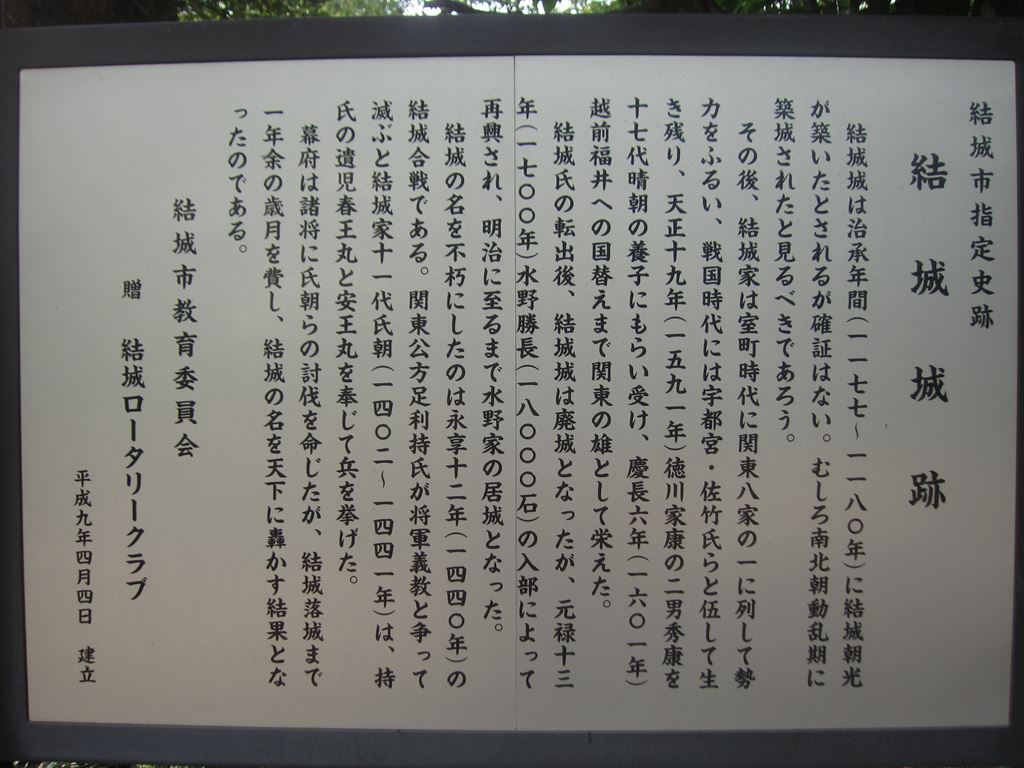 結城市指定史跡
結城城跡
結城城は治承年間(一一七七～一一八〇年)に結城朝光
が築いたとされるが確証はない。むしろ南北朝動乱期に
築城されたと見るべきであろう。
その後、結城家は室町時代に関東八家の一に列して勢
力をふるい、戦国時代には宇都宮・佐竹氏らと伍して生
き残り、天正十九年(一五九一年)徳川家康の二男秀康を
十七代晴朝の養子にもらい受け、慶長六年(一六〇一年)
越前福井への国替えまで関東の雄として栄えた。
結城氏の転出後、結城城は廃城となったが、元禄十三
年(一七〇〇年)水野勝長(一八〇〇〇石)の入部によって
再興され、明治に至るまで水野家の居城となった。
結城の名を不朽にしたのは永享十二年(一四四〇年)の
結城合戦である。関東公方足利持氏が将軍義教と争って
滅ぶと結城家十一代氏朝(一四〇二～一四四一年)は、持
氏の遺児春王丸と安王丸を奉じて兵を挙げた。
幕府は諸将に氏朝らの討伐を命じたが、結城落城まで
一年余の歳月を費し、結城の名を天下に轟かす結果とな
ったのである。
結城市教育委員会
贈 結城ロータリークラブ
平成九年四月四日 建立